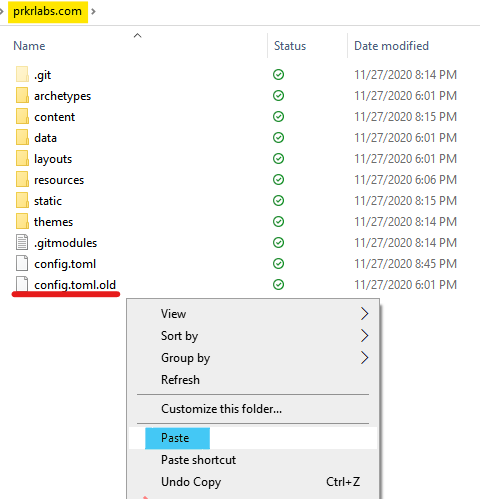 prkrlabs.com
Name Status Date modified
.git 11/27/2020 8:14 PM
archetypes 11/27/2020 6:01 PM
content 11/27/2020 8:15 PM
data 11/27/2020 6:01 PM
layouts 11/27/2020 6:01 PM
resources 11/27/2020 6:06 PM
static 11/27/2020 8:15 PM
themes 11/27/2020 8:14 PM
.gitmodules 11/27/2020 8:14 PM
config.toml 11/27/2020 8:45 PM
config.toml.old 11/27/2020 6:01 PM
View
Sort by
Group by
Refresh
Customize this folder...
Paste
Paste shortcut
Undo Copy Ctrl+Z